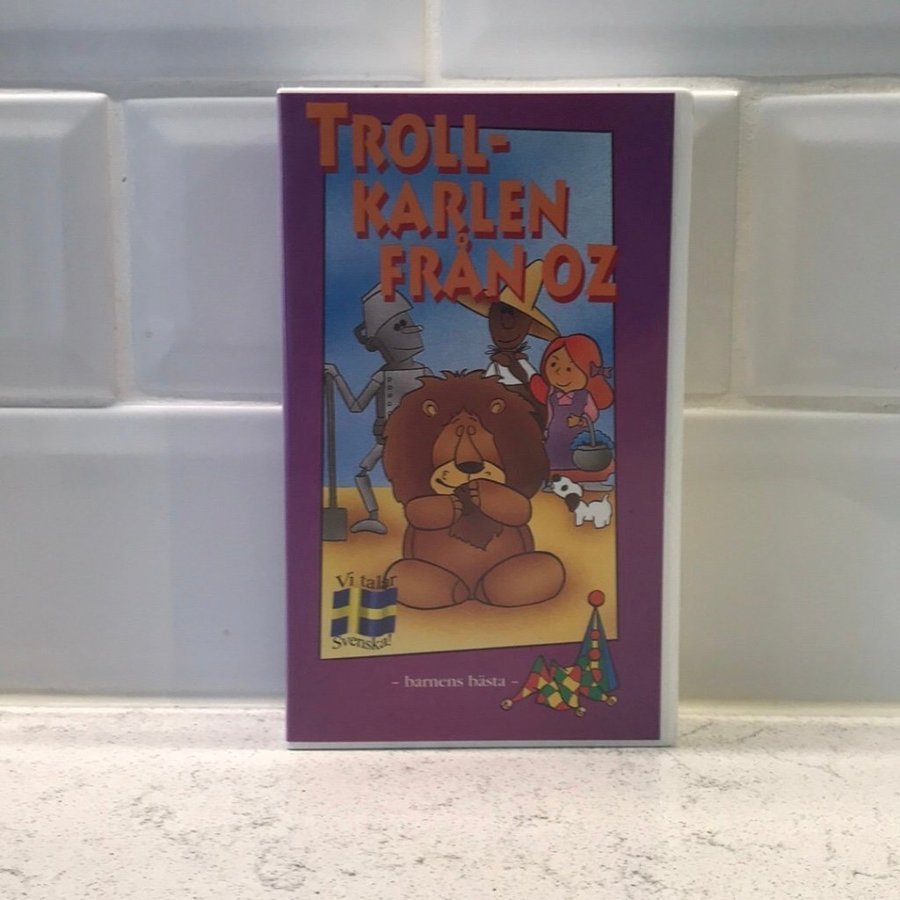 TROLL-
KARLEN
FRÅN OZ
Vi talar
Svenska!
- barnens bästa -